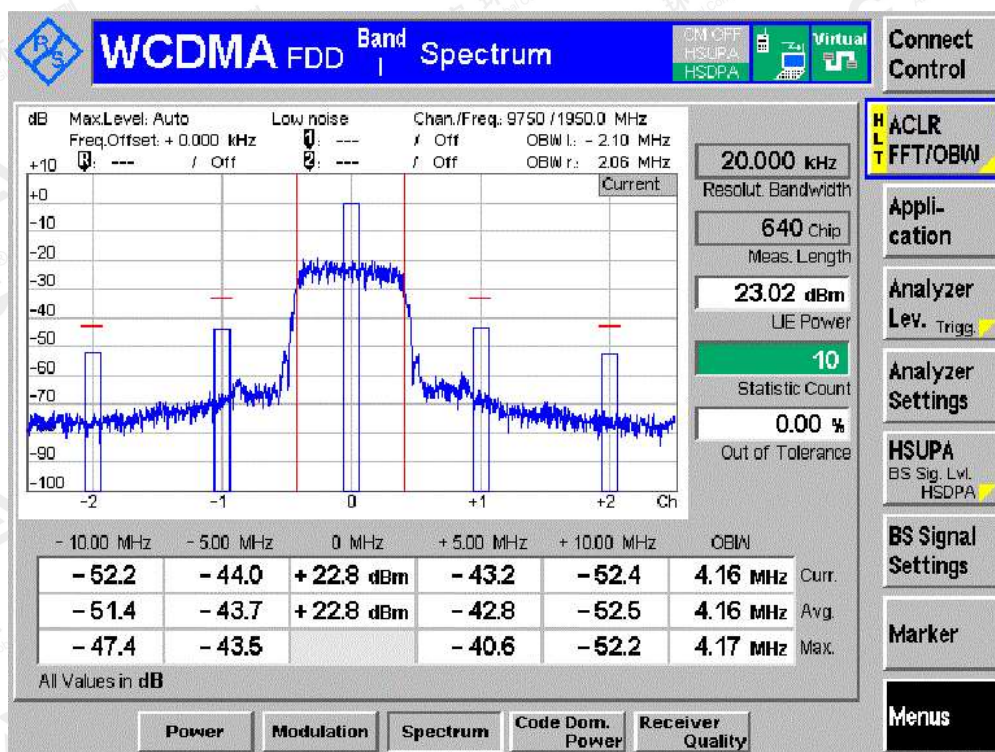 R&S
WCDMA FDD Band I Spectrum
CM OFF
HSUPA
HSDPA
Virtual
Connect Control
dB Max.Level: Auto Low noise Chan./Freq.: 9750 / 1950.0 MHz
Freq.Offset: + 0.000 kHz 1: --- / Off OBW l.: – 2.10 MHz
R: --- / Off 2: --- / Off OBW r.: 2.06 MHz
Current
+10
+0
-10
-20
-30
-40
-50
-60
-70
-90
-100
-2 -1 0 +1 +2 Ch
20.000 kHz
Resolut. Bandwidth
640 Chip
Meas. Length
23.02 dBm
UE Power
10
Statistic Count
0.00 %
Out of Tolerance
HLT
ACLR
FFT/OBW
Appli-
cation
Analyzer
Lev. Trigg.
Analyzer
Settings
HSUPA
BS Sig. Lvl.
HSDPA
BS Signal
Settings
Marker
Menus
– 10.00 MHz – 5.00 MHz 0 MHz + 5.00 MHz + 10.00 MHz OBW
– 52.2 – 44.0 + 22.8 dBm – 43.2 – 52.4 4.16 MHz Curr.
– 51.4 – 43.7 + 22.8 dBm – 42.8 – 52.5 4.16 MHz Avg.
– 47.4 – 43.5 – 40.6 – 52.2 4.17 MHz Max.
All Values in dB
Power
Modulation
Spectrum
Code Dom.
Power
Receiver
Quality